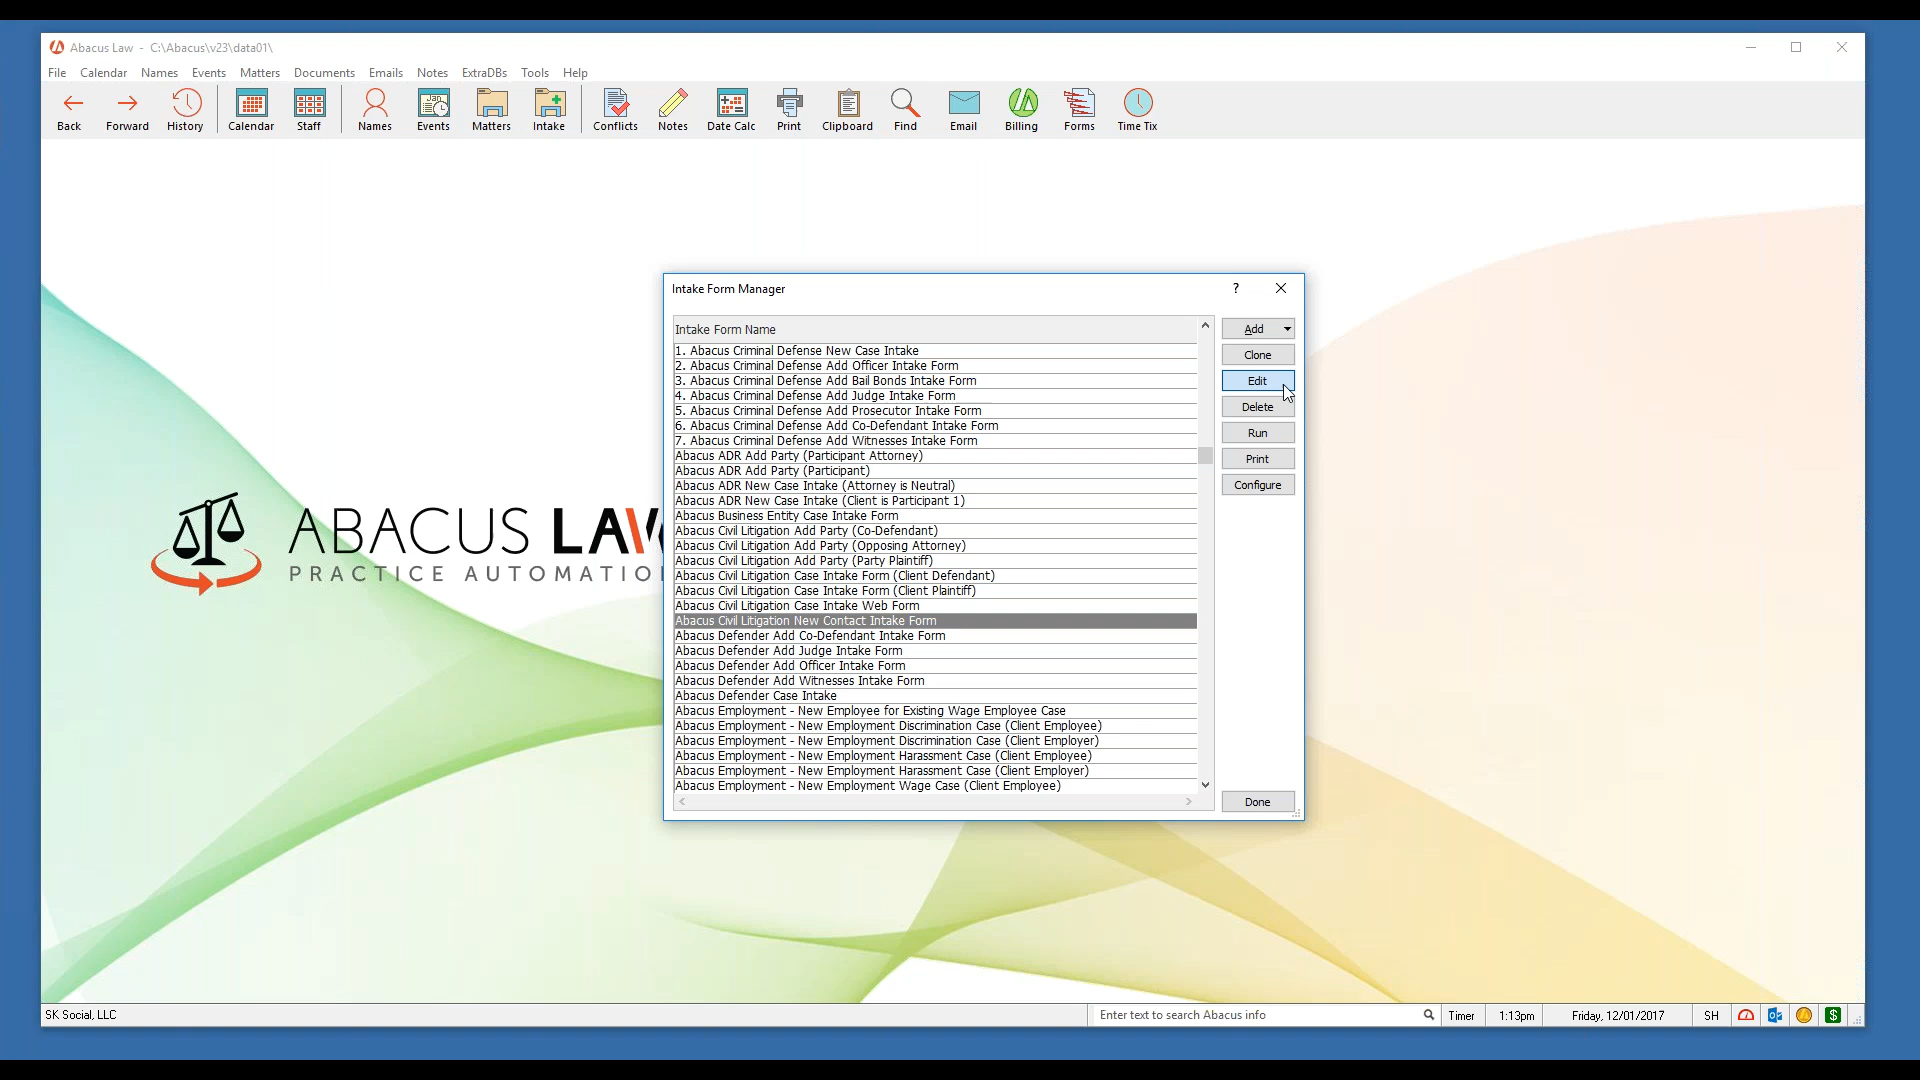 Abacus Law - C:\Abacus\v23\data01\
File Calendar Names Events Matters Documents Emails Notes ExtraDBs Tools Help
Back Forward History Calendar Staff Names Events Matters Intake Conflicts Notes Date Calc Print Clipboard Find Email Billing Forms Time Tix
Jan
Intake Form Manager ?
Intake Form Name
Add
1. Abacus Criminal Defense New Case Intake
Clone
2. Abacus Criminal Defense Add Officer Intake Form
3. Abacus Criminal Defense Add Bail Bonds Intake Form
Edit
4. Abacus Criminal Defense Add Judge Intake Form
5. Abacus Criminal Defense Add Prosecutor Intake Form
Delete
6. Abacus Criminal Defense Add Co-Defendant Intake Form
Run
7. Abacus Criminal Defense Add Witnesses Intake Form
Abacus ADR Add Party (Participant Attorney)
Print
Abacus ADR Add Party (Participant)
Abacus ADR New Case Intake (Attorney is Neutral)
Configure
Abacus ADR New Case Intake (Client is Participant 1)
Abacus Business Entity Case Intake Form
Abacus Civil Litigation Add Party (Co-Defendant)
Abacus Civil Litigation Add Party (Opposing Attorney)
Abacus Civil Litigation Add Party (Party Plaintiff)
Abacus Civil Litigation Case Intake Form (Client Defendant)
Abacus Civil Litigation Case Intake Form (Client Plaintiff)
Abacus Civil Litigation Case Intake Web Form
Abacus Civil Litigation New Contact Intake Form
Abacus Defender Add Co-Defendant Intake Form
Abacus Defender Add Judge Intake Form
Abacus Defender Add Officer Intake Form
Abacus Defender Add Witnesses Intake Form
Abacus Defender Case Intake
Abacus Employment - New Employee for Existing Wage Employee Case
Abacus Employment - New Employment Discrimination Case (Client Employee)
Abacus Employment - New Employment Discrimination Case (Client Employer)
Abacus Employment - New Employment Harassment Case (Client Employee)
Abacus Employment - New Employment Harassment Case (Client Employer)
Abacus Employment - New Employment Wage Case (Client Employee)
Done
ABACUS LAW
PRACTICE AUTOMATIO
SK Social, LLC Enter text to search Abacus info Timer 1:13pm Friday, 12/01/2017 SH $